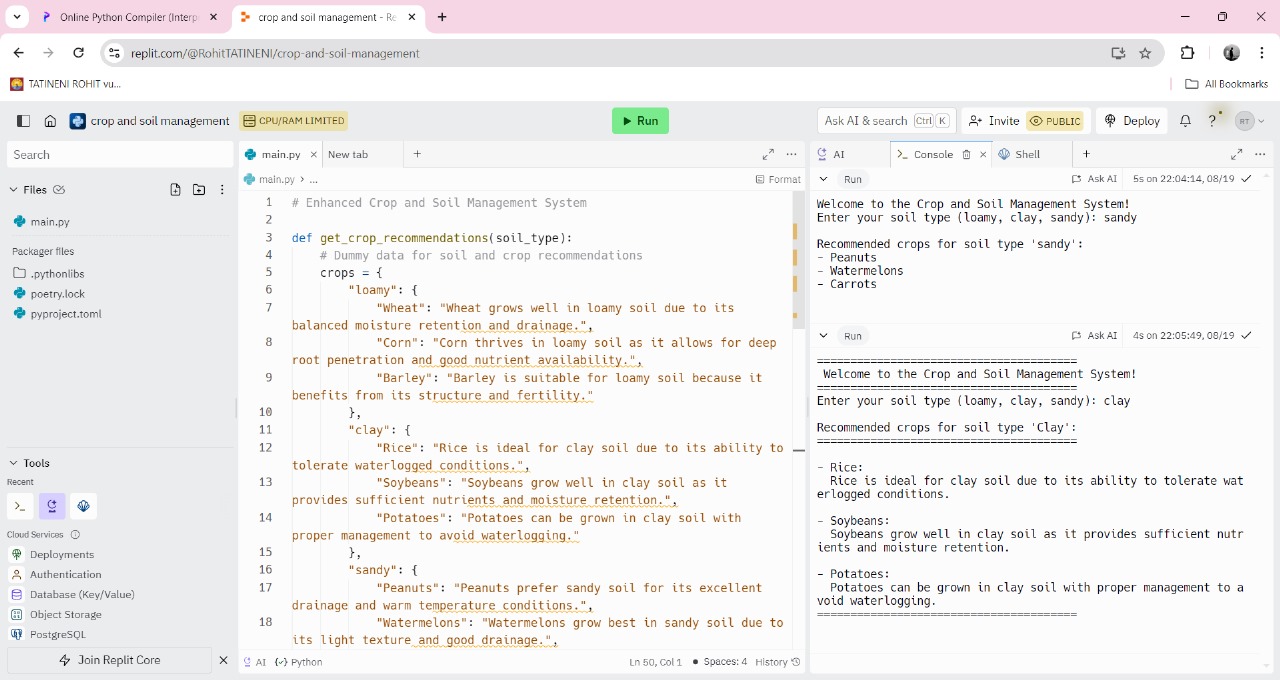 Online Python Compiler (Interp
crop and soil management - Re
replit.com/@RohitTATINENI/crop-and-soil-management
TATINENI ROHIT vu...
All Bookmarks
crop and soil management
CPU/RAM LIMITED
Run
Ask AI & search Ctrl K
Invite
PUBLIC
Deploy
?
RT
Search
Files
main.py
Packager files
.pythonlibs
poetry.lock
pyproject.toml
Tools
Recent
Cloud Services
Deployments
Authentication
Database (Key/Value)
Object Storage
PostgreSQL
Join Replit Core
main.py
New tab
main.py > ...
Format
1 # Enhanced Crop and Soil Management System
2
3 def get_crop_recommendations(soil_type):
4 # Dummy data for soil and crop recommendations
5 crops = {
6 "loamy": {
7 "Wheat": "Wheat grows well in loamy soil due to its
balanced moisture retention and drainage.",
8 "Corn": "Corn thrives in loamy soil as it allows for deep
root penetration and good nutrient availability.",
9 "Barley": "Barley is suitable for loamy soil because it
benefits from its structure and fertility."
10 },
11 "clay": {
12 "Rice": "Rice is ideal for clay soil due to its ability to
tolerate waterlogged conditions.",
13 "Soybeans": "Soybeans grow well in clay soil as it
provides sufficient nutrients and moisture retention.",
14 "Potatoes": "Potatoes can be grown in clay soil with
proper management to avoid waterlogging."
15 },
16 "sandy": {
17 "Peanuts": "Peanuts prefer sandy soil for its excellent
drainage and warm temperature conditions.",
18 "Watermelons": "Watermelons grow best in sandy soil due to
its light texture and good drainage.",
AI
Python
Ln 50, Col 1
Spaces: 4
History
AI
Console
Shell
Run
Ask AI
5s on 22:04:14, 08/19
Welcome to the Crop and Soil Management System!
Enter your soil type (loamy, clay, sandy): sandy
Recommended crops for soil type 'sandy':
- Peanuts
- Watermelons
- Carrots
Run
Ask AI
4s on 22:05:49, 08/19
=======================================
Welcome to the Crop and Soil Management System!
=======================================
Enter your soil type (loamy, clay, sandy): clay
Recommended crops for soil type 'Clay':
=======================================
- Rice:
Rice is ideal for clay soil due to its ability to tolerate wat
erlogged conditions.
- Soybeans:
Soybeans grow well in clay soil as it provides sufficient nutr
ients and moisture retention.
- Potatoes:
Potatoes can be grown in clay soil with proper management to a
void waterlogging.
=======================================